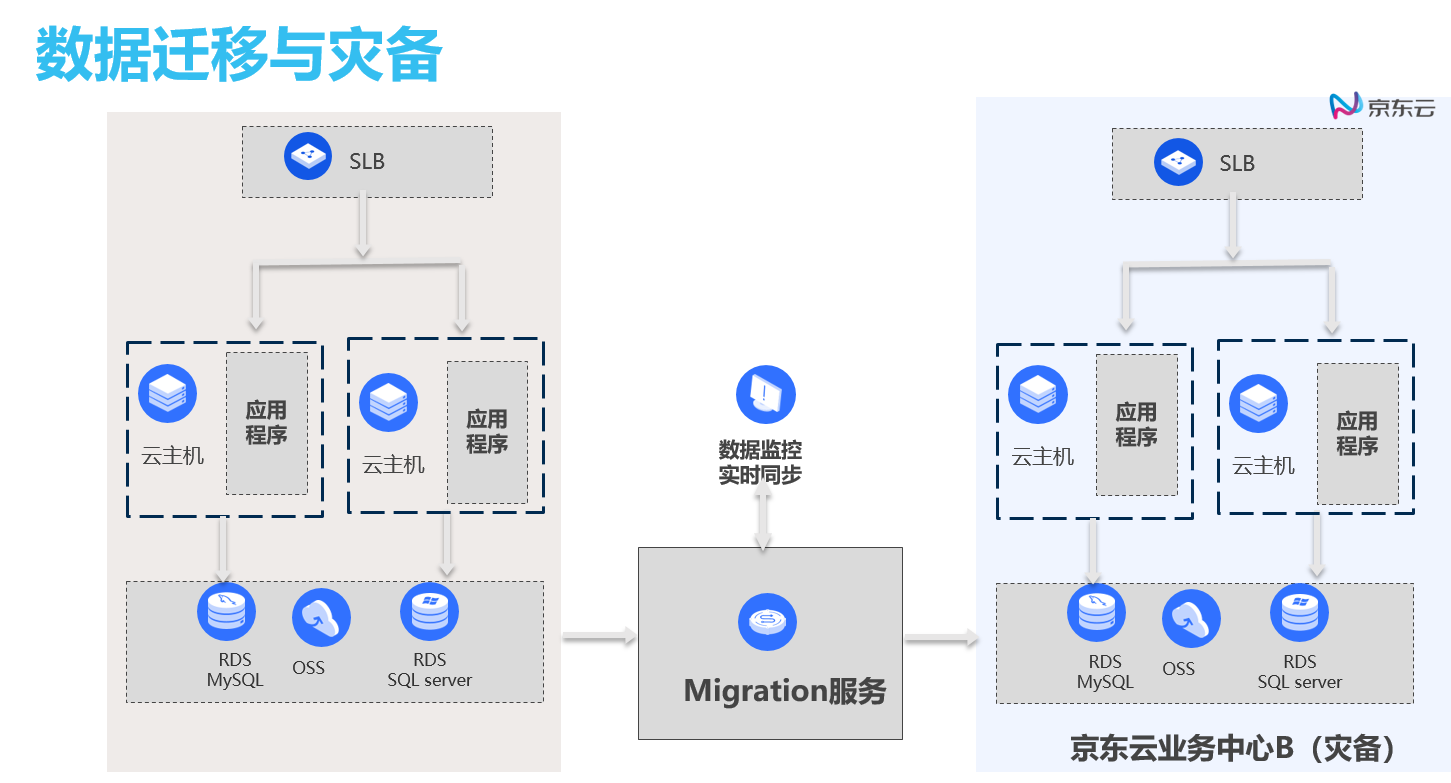 数据迁移与灾备
京东云
SLB
云主机
应用
程序
云主机
应用
程序
RDS
MySQL
OSS
RDS
SQL server
数据监控
实时同步
Migration服务
SLB
云主机
应用
程序
云主机
应用
程序
RDS
MySQL
OSS
RDS
SQL server
京东云业务中心B（灾备）